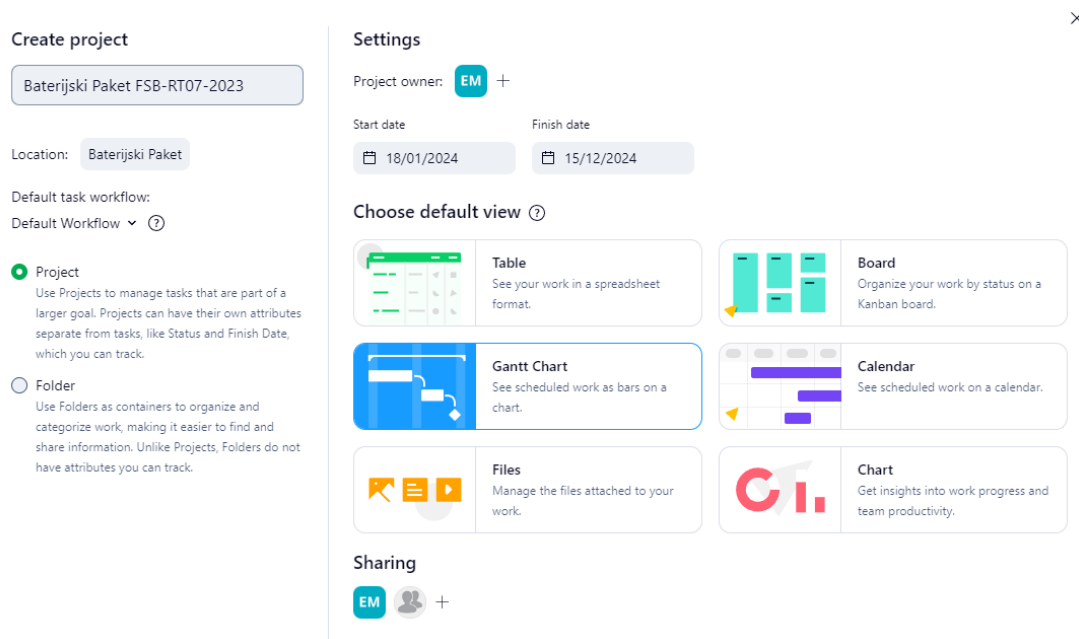 Create project
Baterijski Paket FSB-RT07-2023
Location: Baterijski Paket
Default task workflow:
Default Workflow
?
Project
Use Projects to manage tasks that are part of a
larger goal. Projects can have their own attributes
separate from tasks, like Status and Finish Date,
which you can track.
Folder
Use Folders as containers to organize and
categorize work, making it easier to find and
share information. Unlike Projects, Folders do not
have attributes you can track.
Settings
Project owner: EM
Start date
18/01/2024
Finish date
15/12/2024
Choose default view ?
Table
See your work in a spreadsheet
format.
Board
Organize your work by status on a
Kanban board.
Gantt Chart
See scheduled work as bars on a
chart.
Calendar
See scheduled work on a calendar.
Files
Manage the files attached to your
work.
Chart
Get insights into work progress and
team productivity.
Sharing
EM